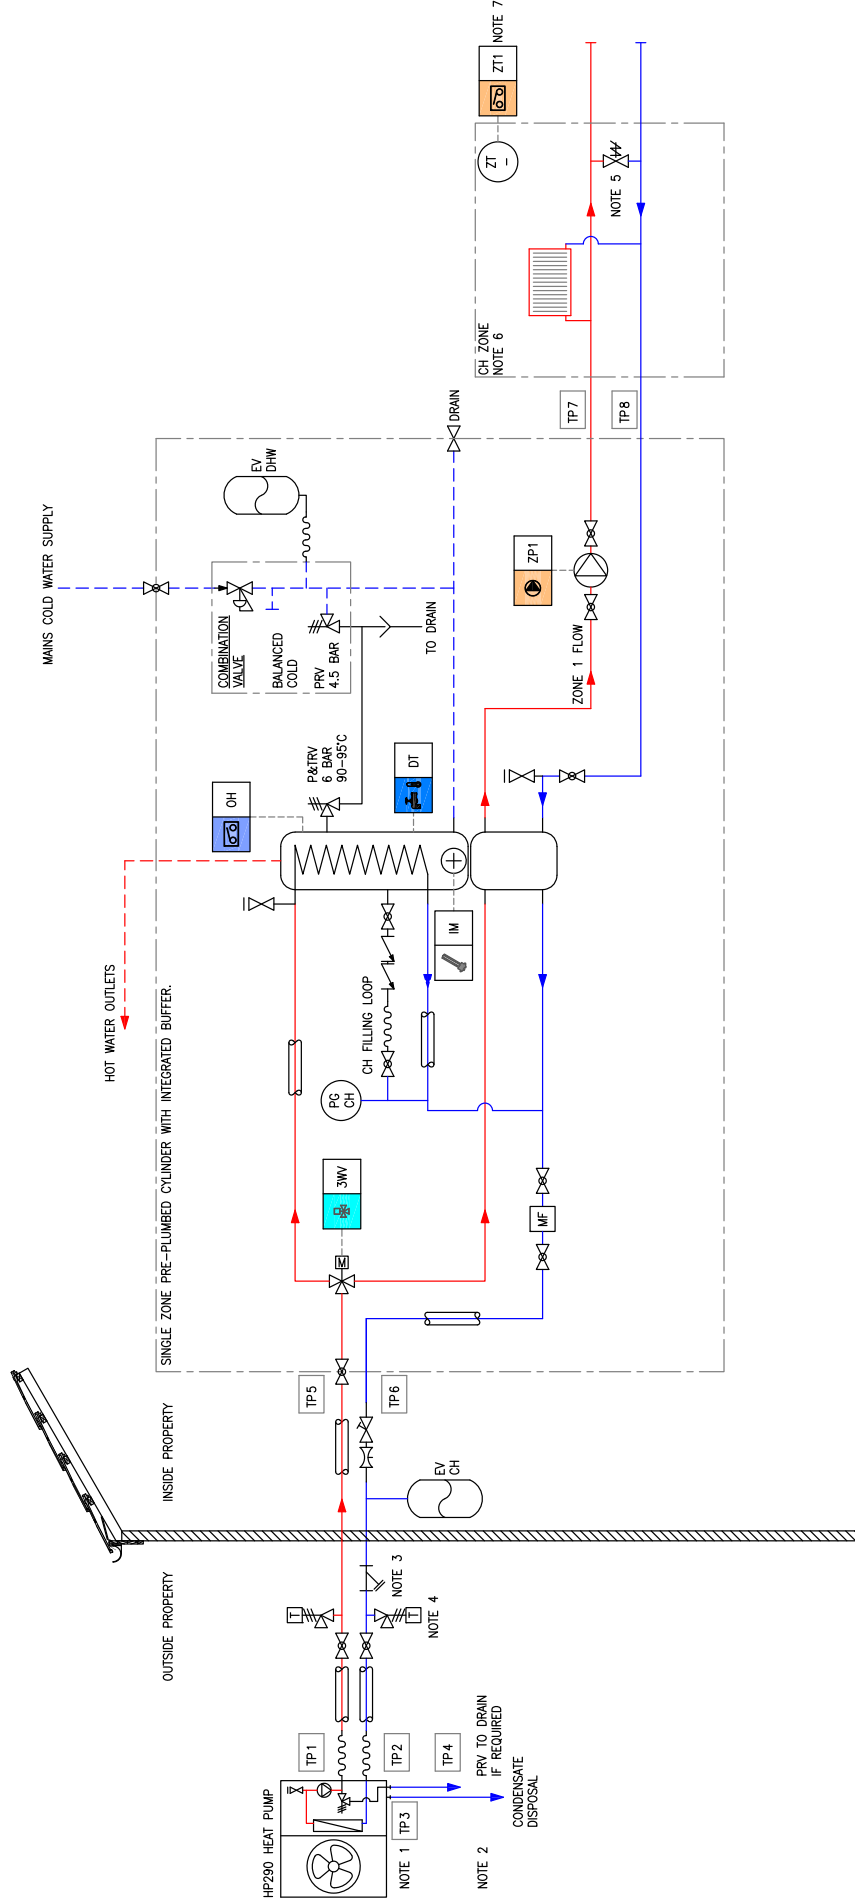 HP290 HEAT PUMP
NOTE 1
TP3
NOTE 2
CONDENSATE
DISPOSAL
TP1
TP2
TP4
PRV TO DRAIN
IF REQUIRED
OUTSIDE PROPERTY
T
T
NOTE 3
NOTE 4
INSIDE PROPERTY
EV
CH
TP5
TP6
SINGLE ZONE PRE-PLUMBED CYLINDER WITH INTEGRATED BUFFER.
M
3WV
MF
PG
CH
CH FILLING LOOP
HOT WATER OUTLETS
IM
OH
DT
P&TRV
6 BAR
90-95°C
COMBINATION
VALVE
BALANCED
COLD
PRV
4.5 BAR
TO DRAIN
MAINS COLD WATER SUPPLY
EV
DHW
DRAIN
ZONE 1 FLOW
ZP1
TP7
TP8
CH ZONE
NOTE 6
NOTE 5
ZT
–
ZT1
NOTE 7